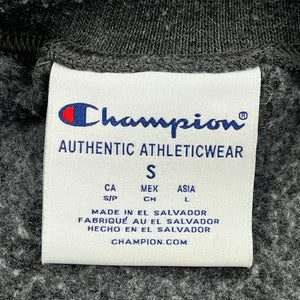 Champion®
AUTHENTIC ATHLETICWEAR
S
CA MEX ASIA
S/P CH L
MADE IN EL SALVADOR
FABRIQUÉ AU EL SALVADOR
HECHO EN EL SALVADOR
CHAMPION.COM